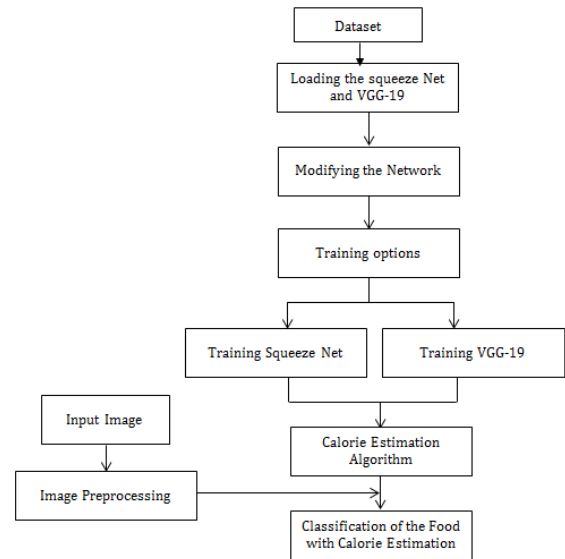 Dataset
Loading the squeeze Net
and VGG-19
Modifying the Network
Training options
Training Squeeze Net
Training VGG-19
Input Image
Calorie Estimation
Algorithm
Image Preprocessing
Classification of the Food
with Calorie Estimation